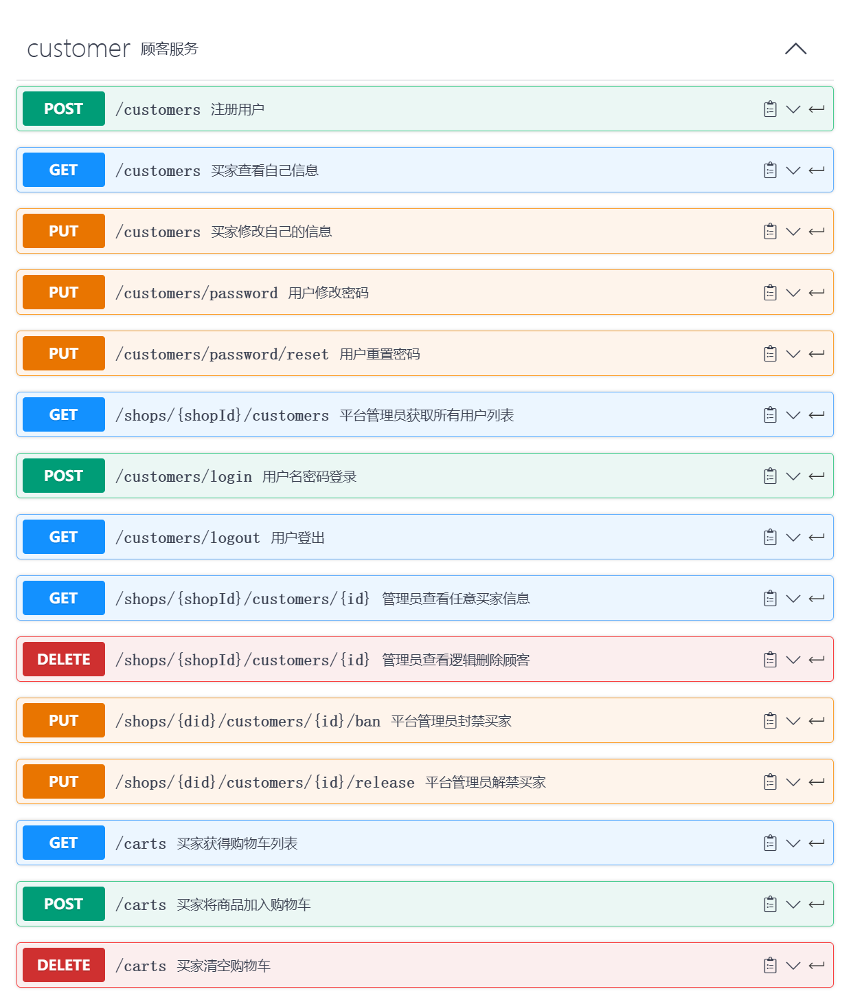 customer 顾客服务
POST /customers 注册用户
GET /customers 买家查看自己信息
PUT /customers 买家修改自己的信息
PUT /customers/password 用户修改密码
PUT /customers/password/reset 用户重置密码
GET /shops/{shopId}/customers 平台管理员获取所有用户列表
POST /customers/login 用户名密码登录
GET /customers/logout 用户登出
GET /shops/{shopId}/customers/{id} 管理员查看任意买家信息
DELETE /shops/{shopId}/customers/{id} 管理员查看逻辑删除顾客
PUT /shops/{did}/customers/{id}/ban 平台管理员封禁买家
PUT /shops/{did}/customers/{id}/release 平台管理员解禁买家
GET /carts 买家获得购物车列表
POST /carts 买家将商品加入购物车
DELETE /carts 买家清空购物车